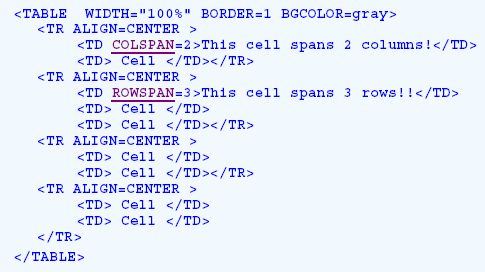 <TABLE  WIDTH="100%" BORDER=1 BGCOLOR=gray>
<TR ALIGN=CENTER >
<TD COLSPAN=2>This cell spans 2 columns!</TD>
<TD> Cell </TD></TR>
<TR ALIGN=CENTER >
<TD ROWSPAN=3>This cell spans 3 rows!!</TD>
<TD> Cell </TD>
<TD> Cell </TD></TR>
<TR ALIGN=CENTER >
<TD> Cell </TD>
<TD> Cell </TD></TR>
<TR ALIGN=CENTER >
<TD> Cell </TD>
<TD> Cell </TD>
</TR>
</TABLE>